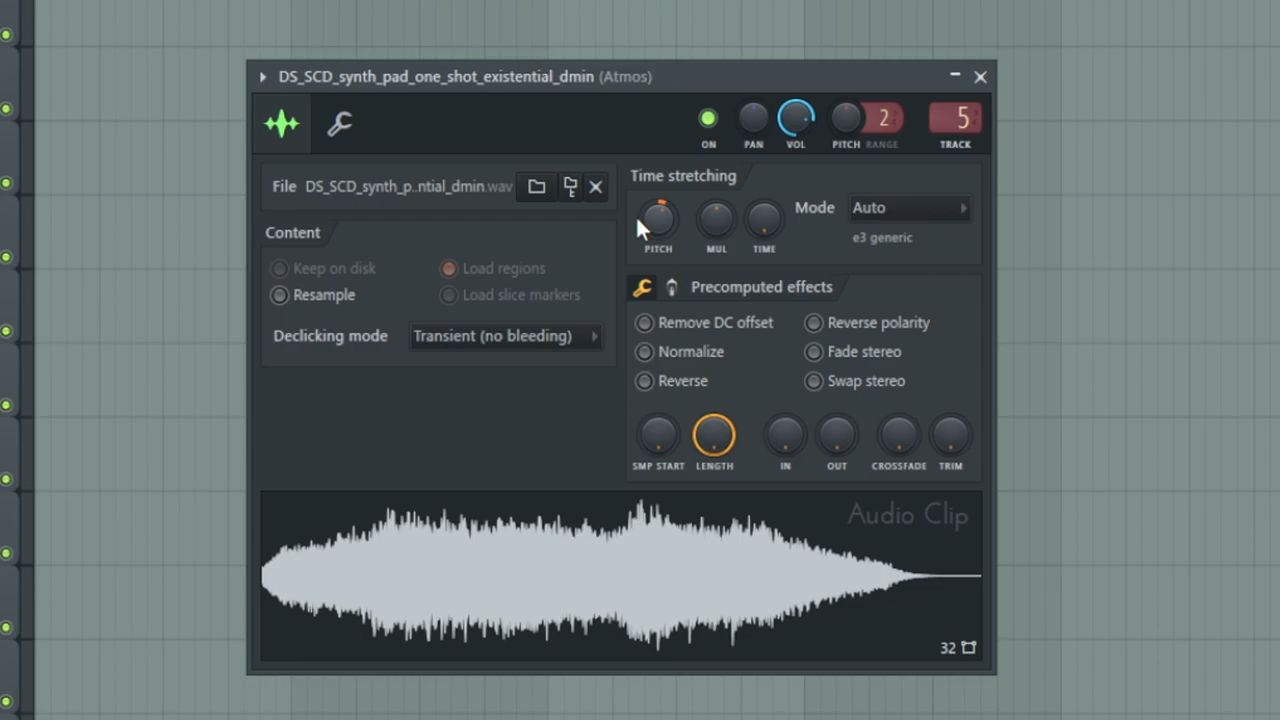 DS_SCD_synth_pad_one_shot_existential_dmin (Atmos)
2
5
ON
PAN
VOL
PITCH RANGE
TRACK
File DS_SCD_synth_p..ntial_dmin.wav
Time stretching
PITCH
MUL
TIME
Mode
Auto
e3 generic
Content
Keep on disk
Load regions
Resample
Load slice markers
Declicking mode
Transient (no bleeding)
Precomputed effects
Remove DC offset
Reverse polarity
Normalize
Fade stereo
Reverse
Swap stereo
SMP START
LENGTH
IN
OUT
CROSSFADE
TRIM
Audio Clip
32